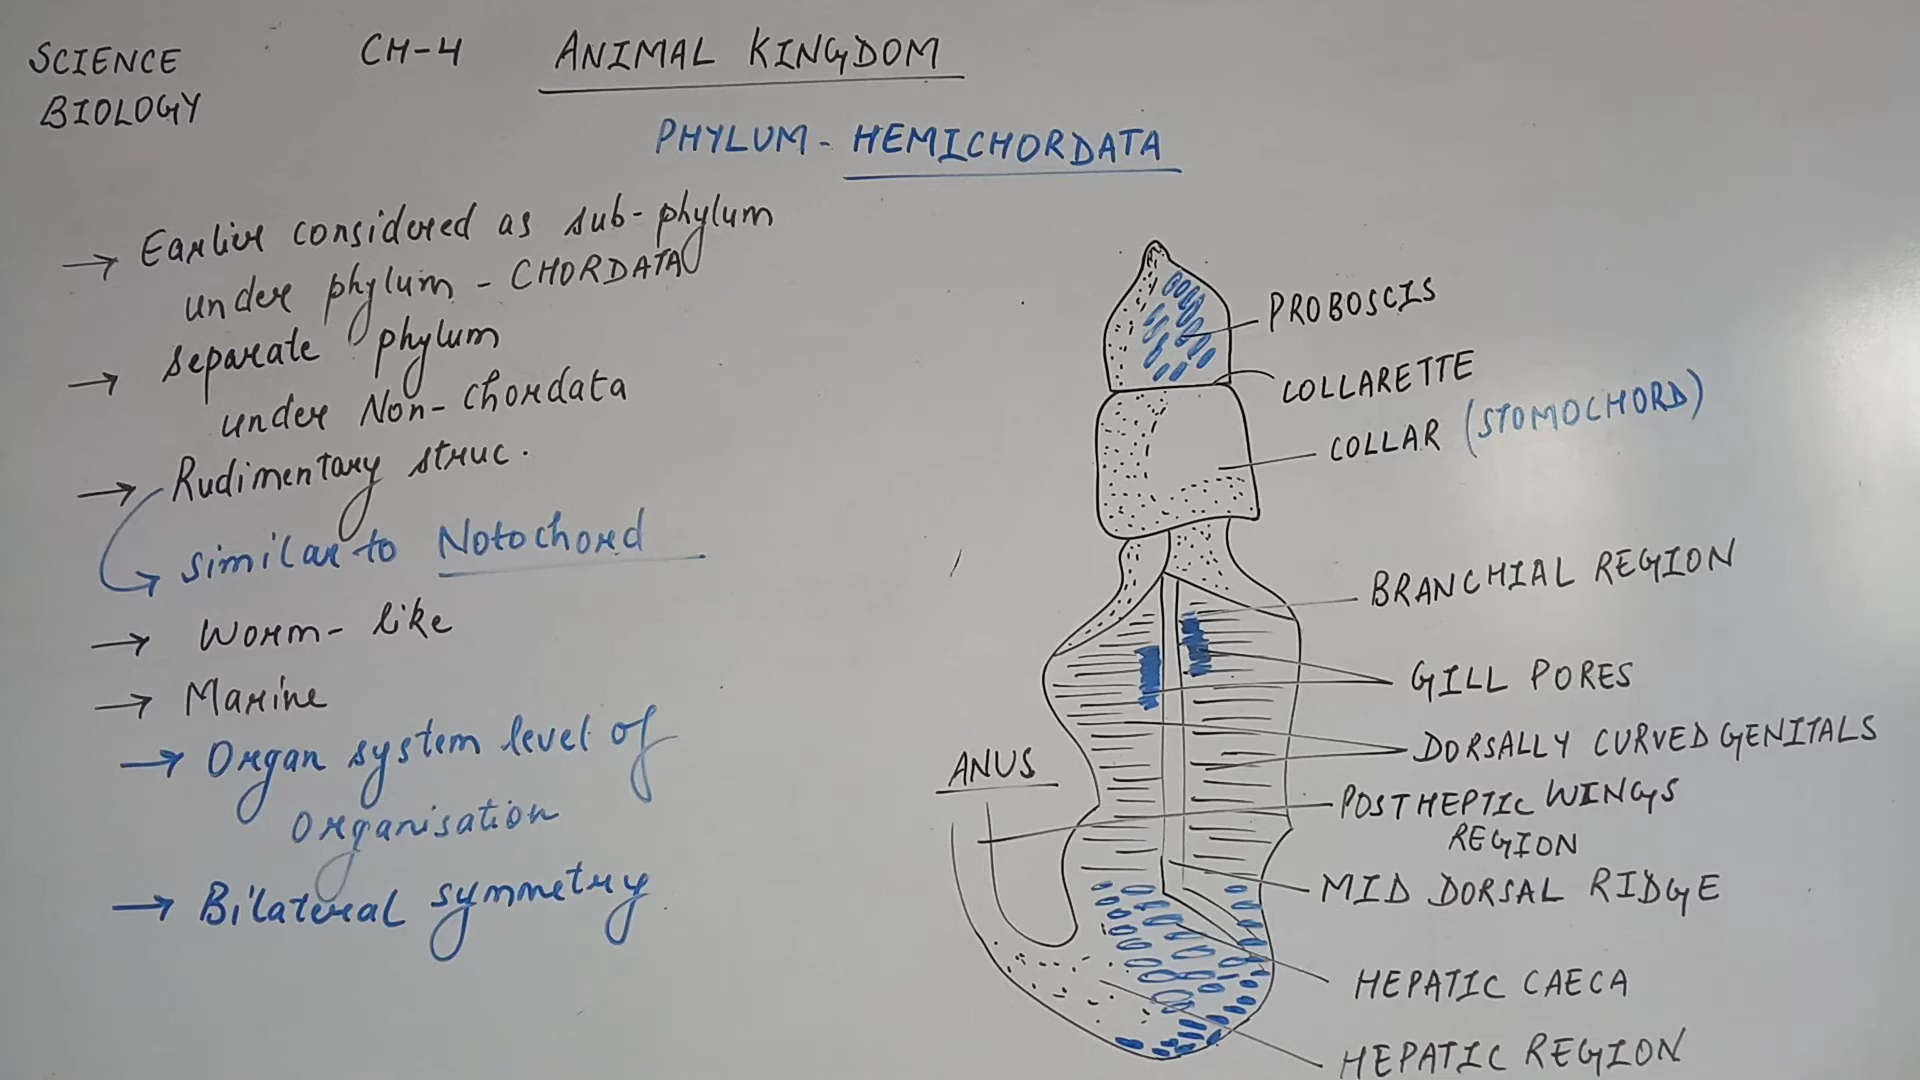 SCIENCE
BIOLOGY
CH-4 ANIMAL KINGDOM
PHYLUM - HEMICHORDATA
→ Earlier considered as sub-phylum
under phylum - CHORDATA
→ separate phylum
under Non-chordata
→ Rudimentary struc.
similar to Notochord
→ Worm-like
→ Marine
→ Organ system level of
organisation
→ Bilateral symmetry
PROBOSCIS
COLLARETTE
COLLAR (STOMOCHORD)
BRANCHIAL REGION
GILL PORES
DORSALLY CURVED GENITALS
ANUS
POSTHEPTIC WINGS
REGION
MID DORSAL RIDGE
HEPATIC CAECA
HEPATIC REGION